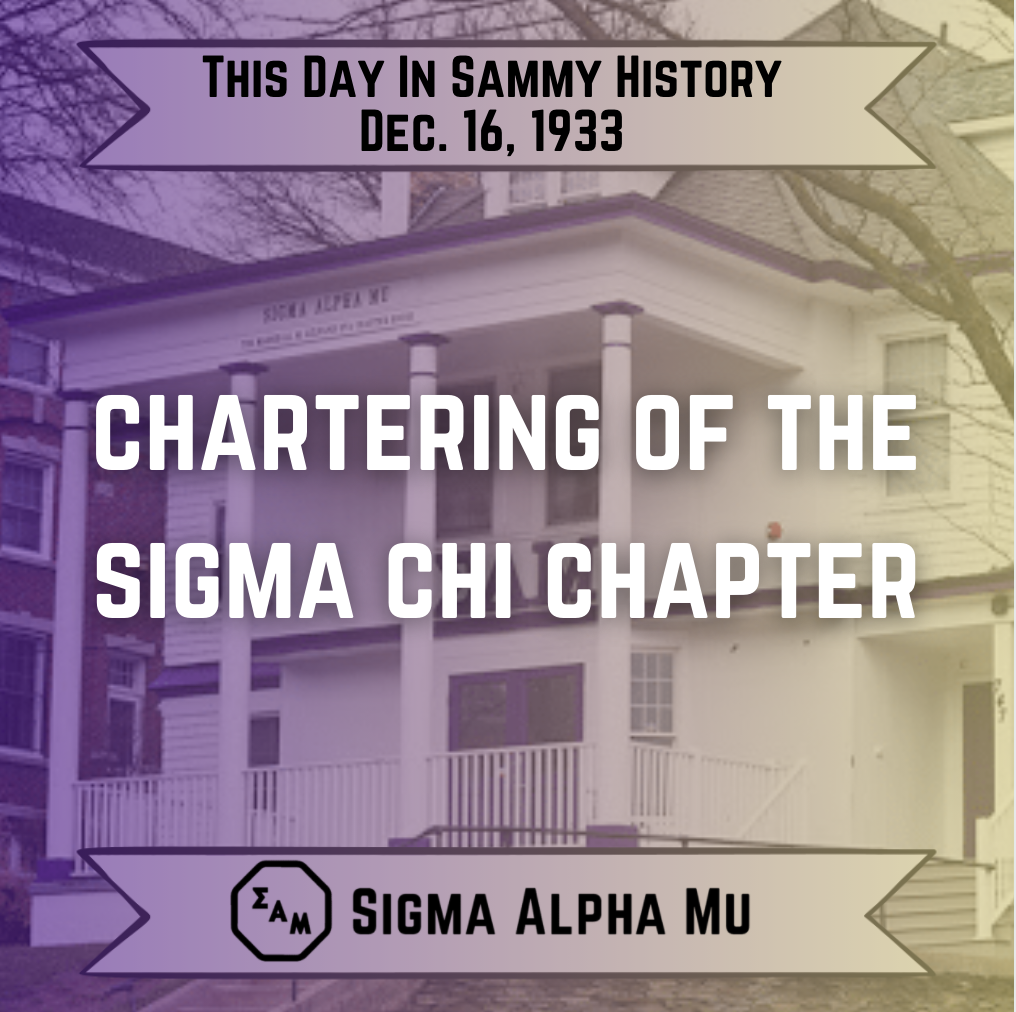 This Day In Sammy History
Dec. 16, 1933
SIGMA ALPHA MU
CHARTERING OF THE
SIGMA CHI CHAPTER
ΣΑΜ Sigma Alpha Mu